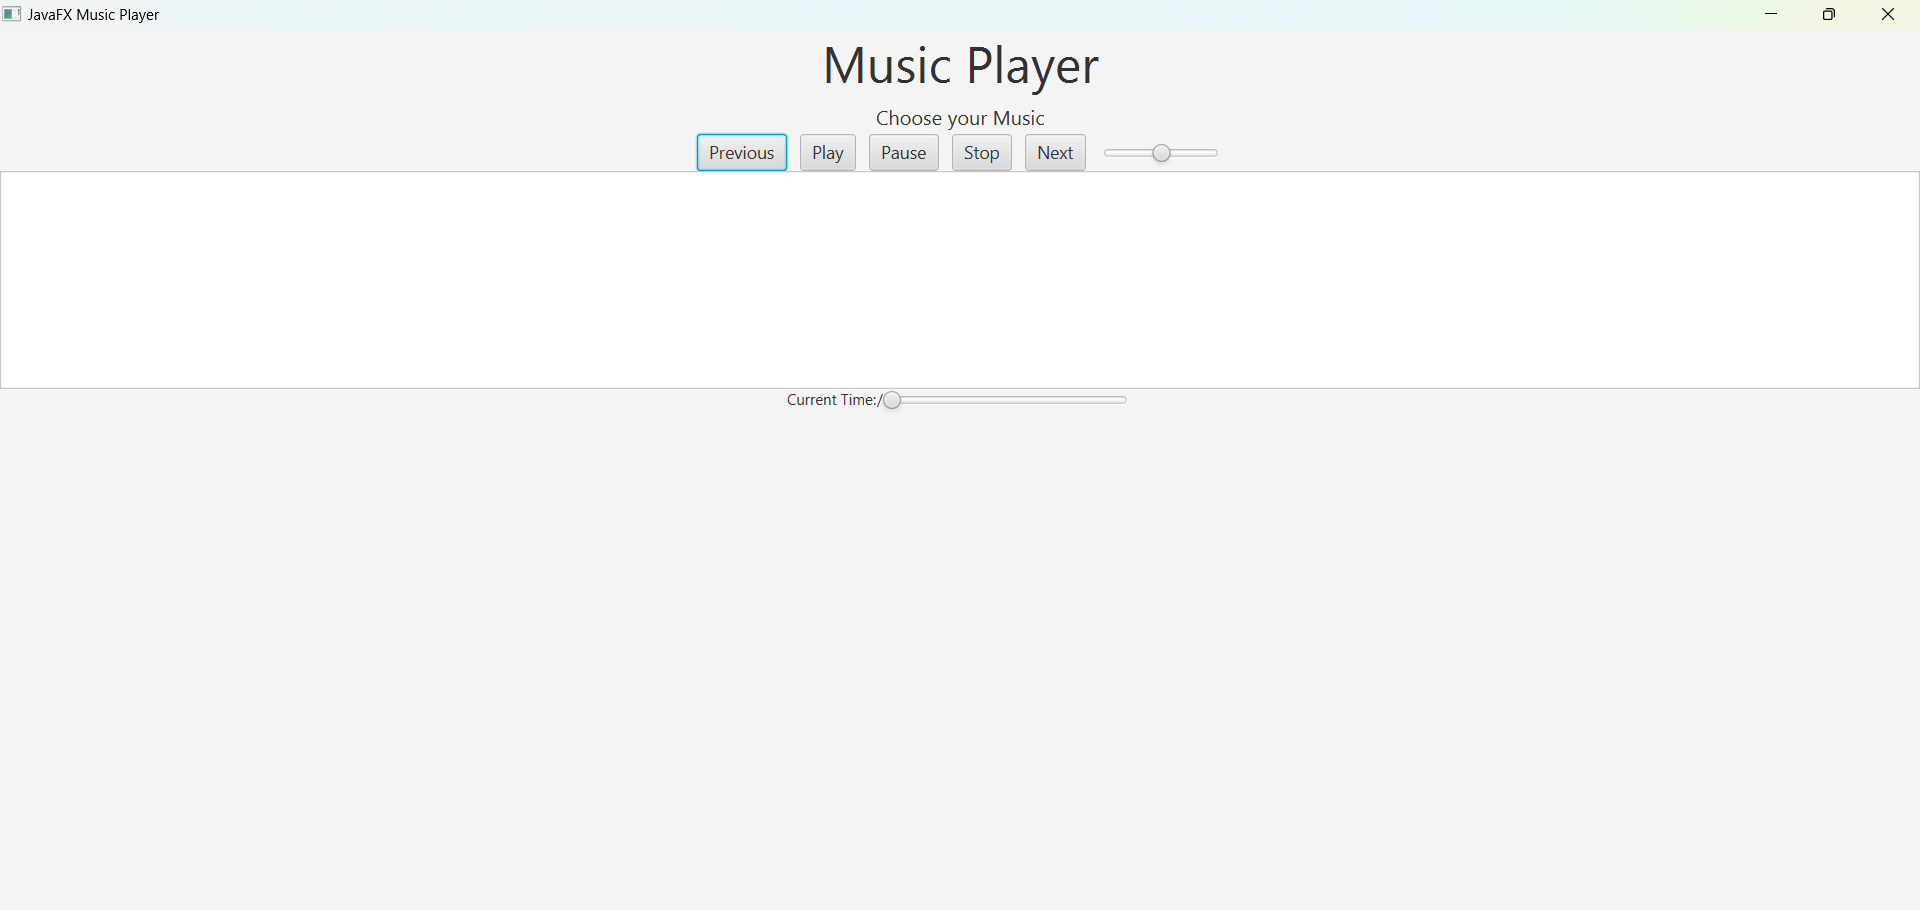 JavaFX Music Player
Music Player
Choose your Music
Previous Play Pause Stop Next
Current Time:/